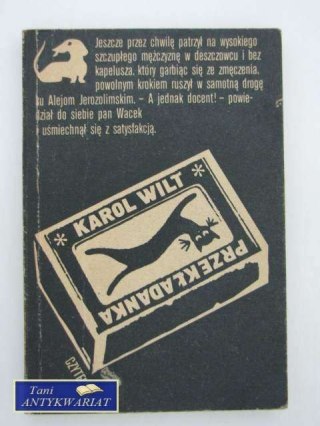 Jeszcze przez chwilę patrzył na wysokiego
szczupłego mężczyznę w deszczowcu i bez
kapelusza, który garbiąc się ze zmęczenia,
powolnym krokiem ruszył w samotną drogę
ku Alejom Jerozolimskim. – A jednak docent! – powie-
dział do siebie pan Wacek
i uśmiechnął się z satysfakcją.
* KAROL WILT *
PRZEKŁADANKA
CZYTE
Tani
ANTYKWARIAT